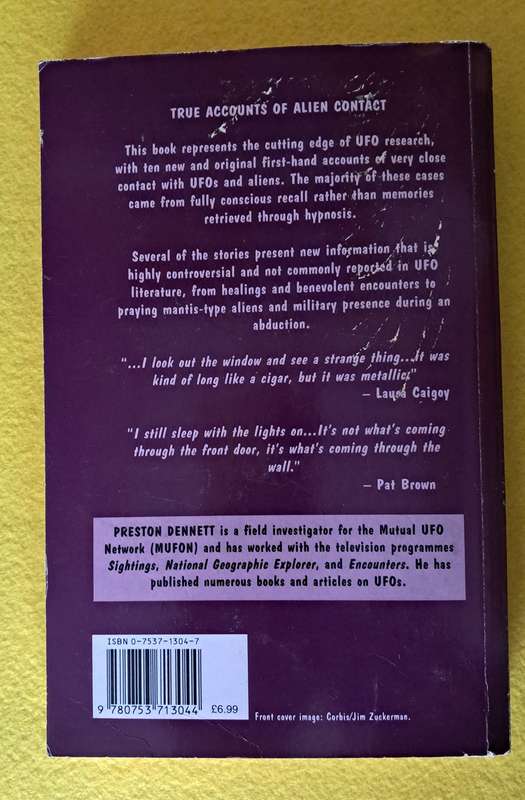 TRUE ACCOUNTS OF ALIEN CONTACT
This book represents the cutting edge of UFO research,
with ten new and original first-hand accounts of very close
contact with UFOs and aliens. The majority of these cases
came from fully conscious recall rather than memories
retrieved through hypnosis.
Several of the stories present new information that is
highly controversial and not commonly reported in UFO
literature, from healings and benevolent encounters to
praying mantis-type aliens and military presence during an
abduction.
"...I look out the window and see a strange thing...It was
kind of long like a cigar, but it was metallic."
– Laura Caigoy
"I still sleep with the lights on...It's not what's coming
through the front door, it's what's coming through the
wall."
– Pat Brown
PRESTON DENNETT is a field investigator for the Mutual UFO
Network (MUFON) and has worked with the television programmes
Sightings, National Geographic Explorer, and Encounters. He has
published numerous books and articles on UFOs.
ISBN 0-7537-1304-7
9 780753 713044
£6.99
Front cover image: Corbis/Jim Zuckerman.